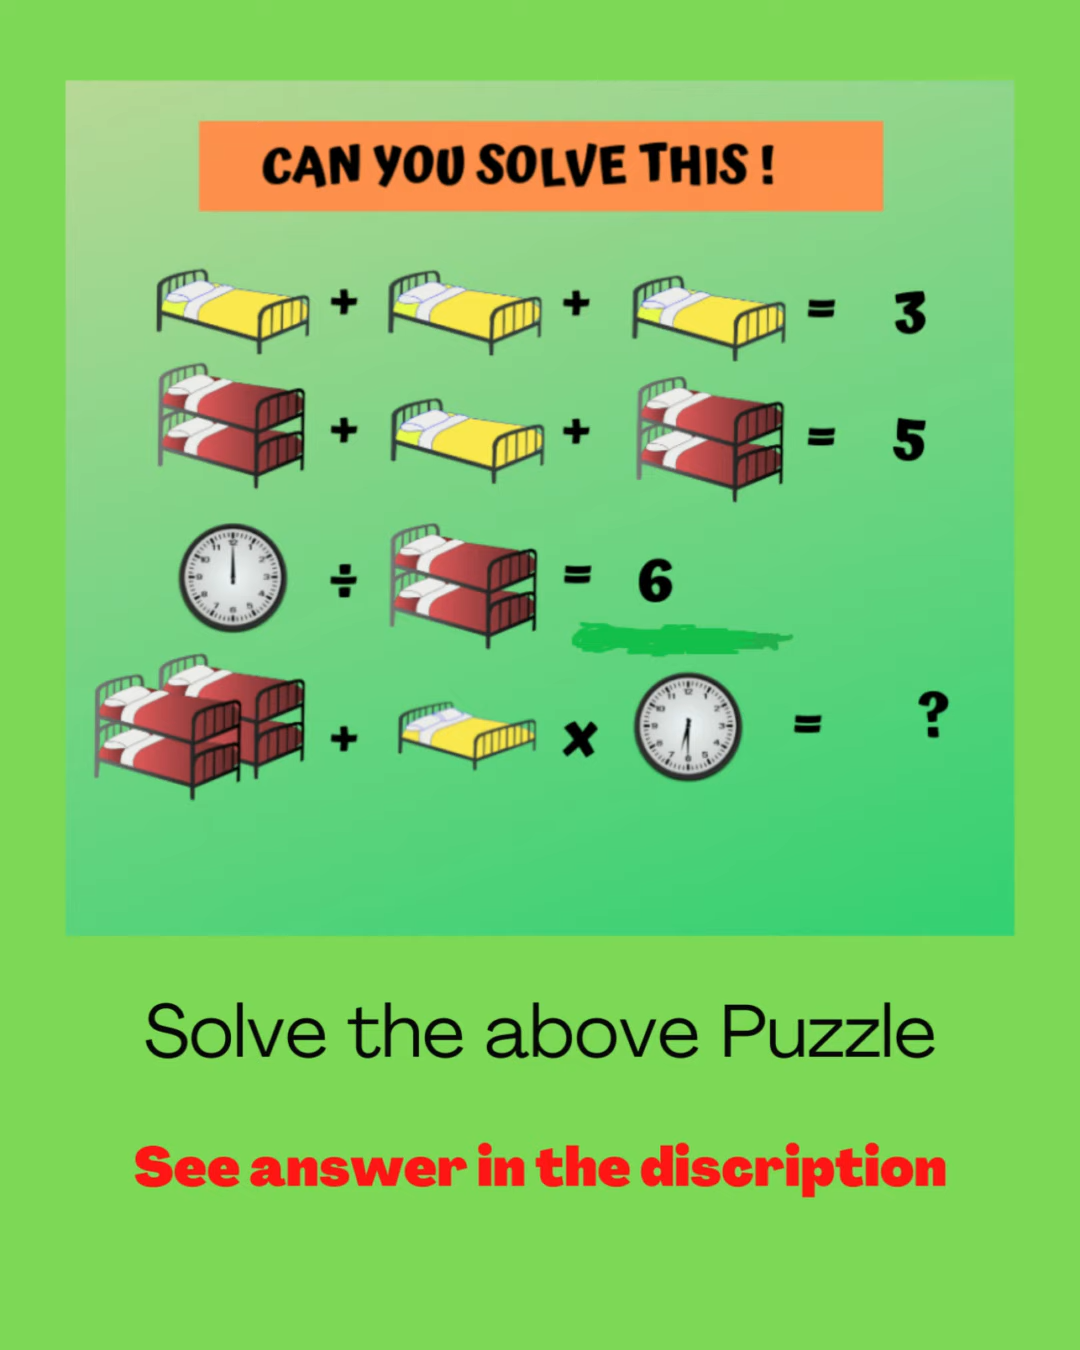 CAN YOU SOLVE THIS !
+ + = 3
+ + = 5
÷ = 6
+ × = ?
Solve the above Puzzle
See answer in the discription